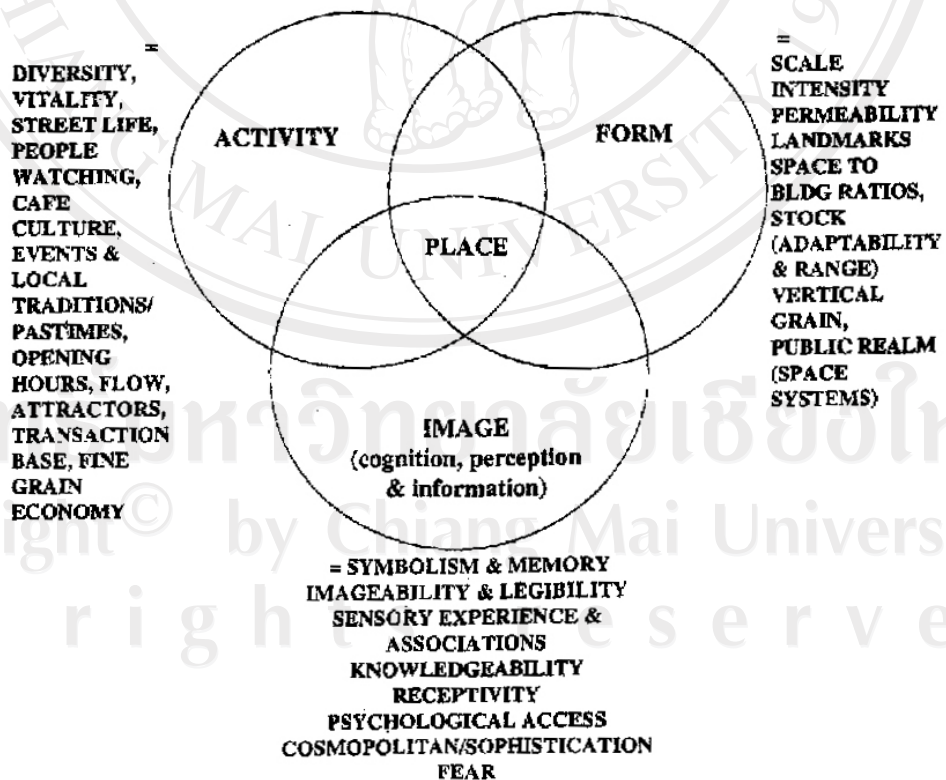 =
DIVERSITY,
VITALITY,
STREET LIFE,
PEOPLE
WATCHING,
CAFE
CULTURE,
EVENTS &
LOCAL
TRADITIONS/
PASTIMES,
OPENING
HOURS, FLOW,
ATTRACTORS,
TRANSACTION
BASE, FINE
GRAIN
ECONOMY
ACTIVITY
FORM
PLACE
IMAGE
(cognition, perception
& information)
=
SCALE
INTENSITY
PERMEABILITY
LANDMARKS
SPACE TO
BLDG RATIOS,
STOCK
(ADAPTABILITY
& RANGE)
VERTICAL
GRAIN,
PUBLIC REALM
(SPACE
SYSTEMS)
= SYMBOLISM & MEMORY
IMAGEABILITY & LEGIBILITY
SENSORY EXPERIENCE &
ASSOCIATIONS
KNOWLEDGEABILITY
RECEPTIVITY
PSYCHOLOGICAL ACCESS
COSMOPOLITAN/SOPHISTICATION
FEAR
MAI UNIVERSITY
by Chiang Mai Univers